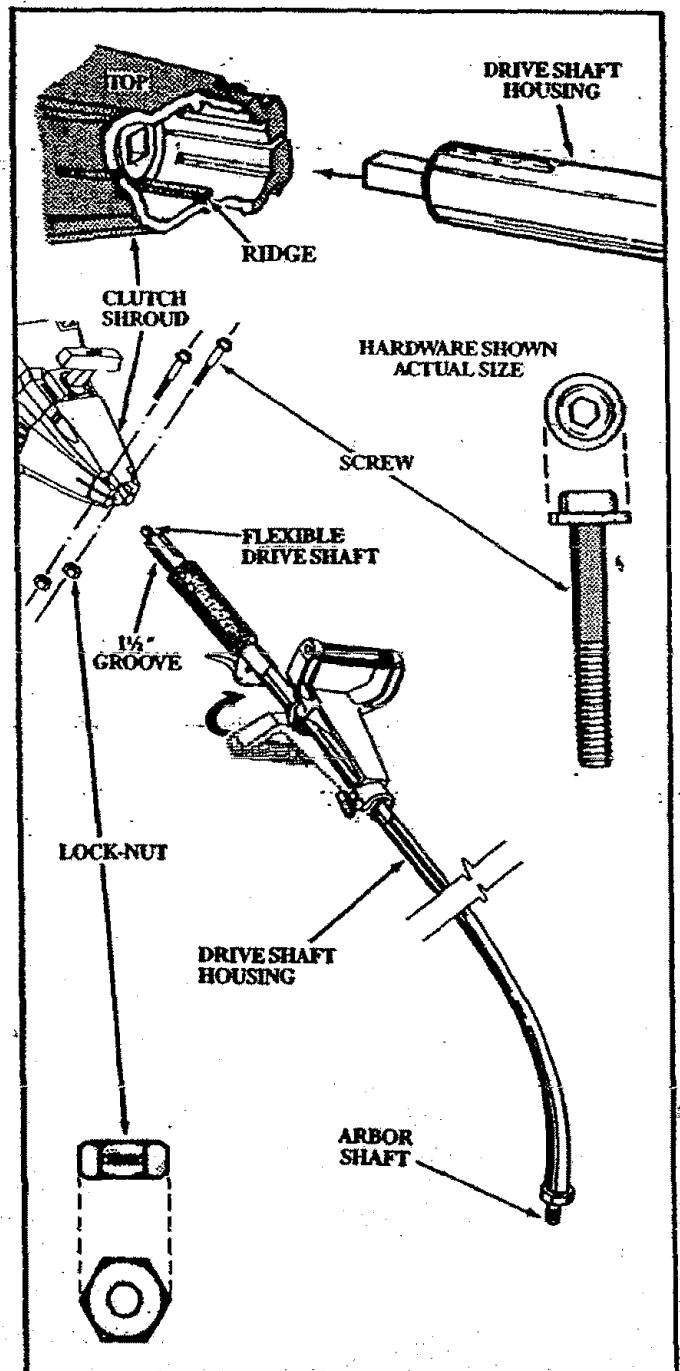 TOP
DRIVE SHAFT
HOUSING
RIDGE
CLUTCH
SHROUD
HARDWARE SHOWN
ACTUAL SIZE
SCREW
FLEXIBLE
DRIVE SHAFT
1½"
GROOVE
LOCK-NUT
DRIVE SHAFT
HOUSING
ARBOR
SHAFT